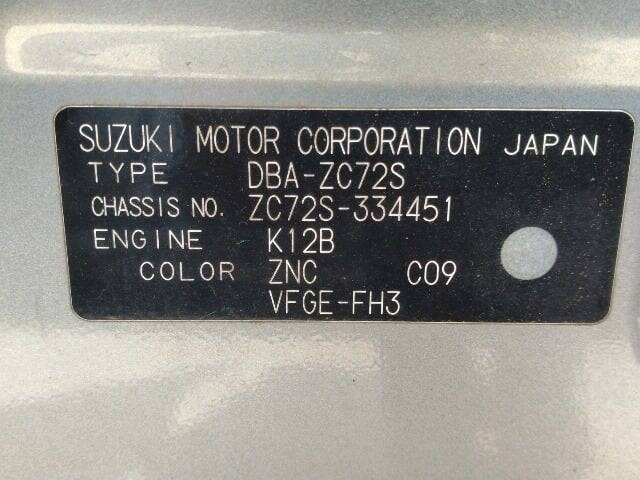 SUZUKI MOTOR CORPORATION JAPAN
TYPE DBA-ZC72S
CHASSIS NO. ZC72S-334451
ENGINE K12B
COLOR ZNC C09
VFGE-FH3